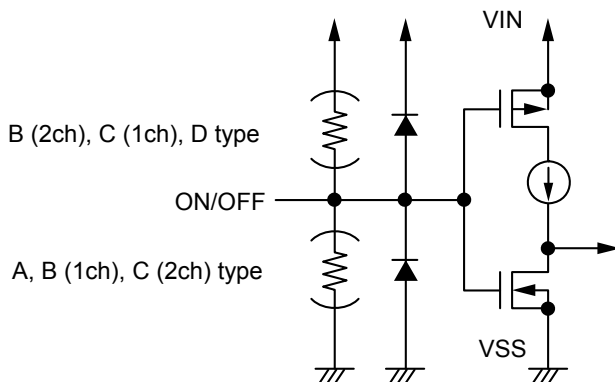 VIN
B (2ch), C (1ch), D type
ON/OFF
A, B (1ch), C (2ch) type
VSS